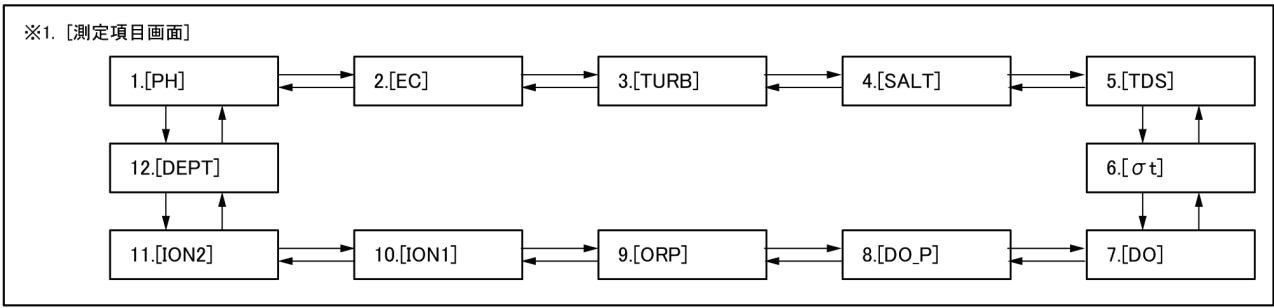 ※1. [測定項目画面]
1.[PH]
2.[EC]
3.[TURB]
4.[SALT]
5.[TDS]
12.[DEPT]
6.[σt]
11.[ION2]
10.[ION1]
9.[ORP]
8.[DO_P]
7.[DO]